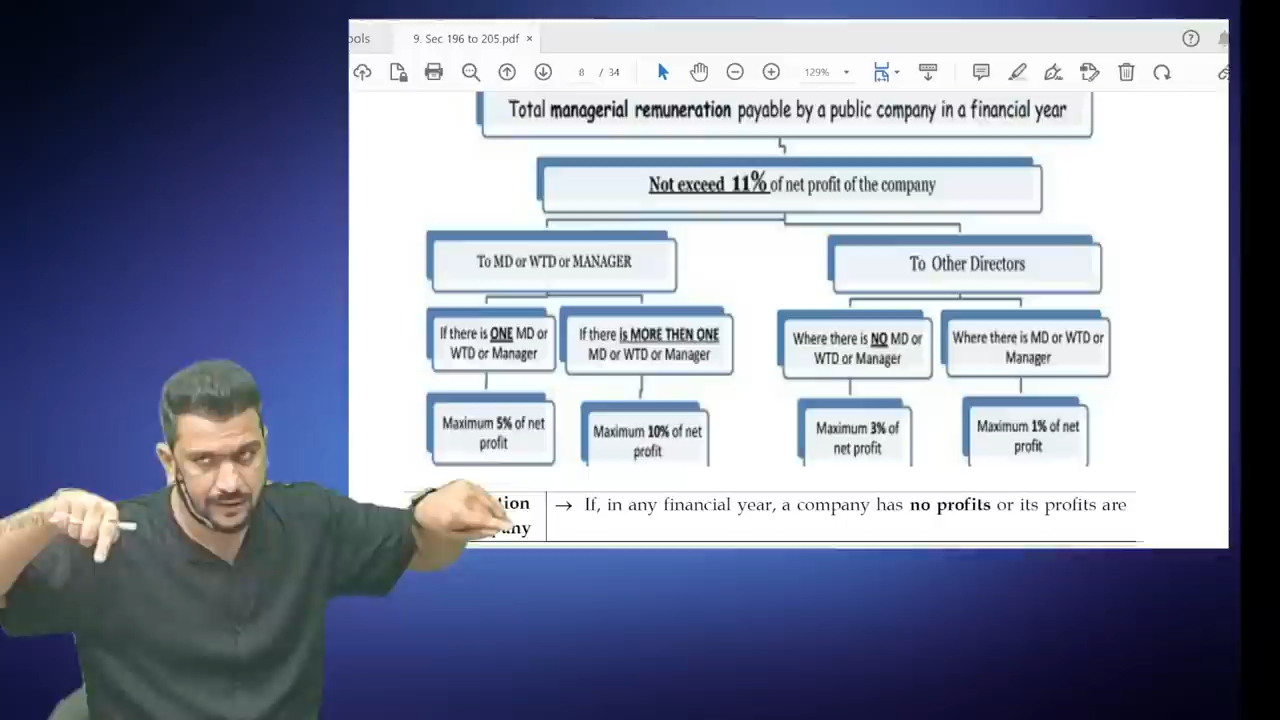 ols
9. Sec 196 to 205.pdf ×
8 / 34
129%
Total managerial remuneration payable by a public company in a financial year
Not exceed 11% of net profit of the company
To MD or WTD or MANAGER
To Other Directors
If there is ONE MD or
WTD or Manager
If there is MORE THEN ONE
MD or WTD or Manager
Where there is NO MD or
WTD or Manager
Where there is MD or WTD or
Manager
Maximum 5% of net
profit
Maximum 10% of net
profit
Maximum 3% of
net profit
Maximum 1% of net
profit
tion
→ If, in any financial year, a company has no profits or its profits are
any